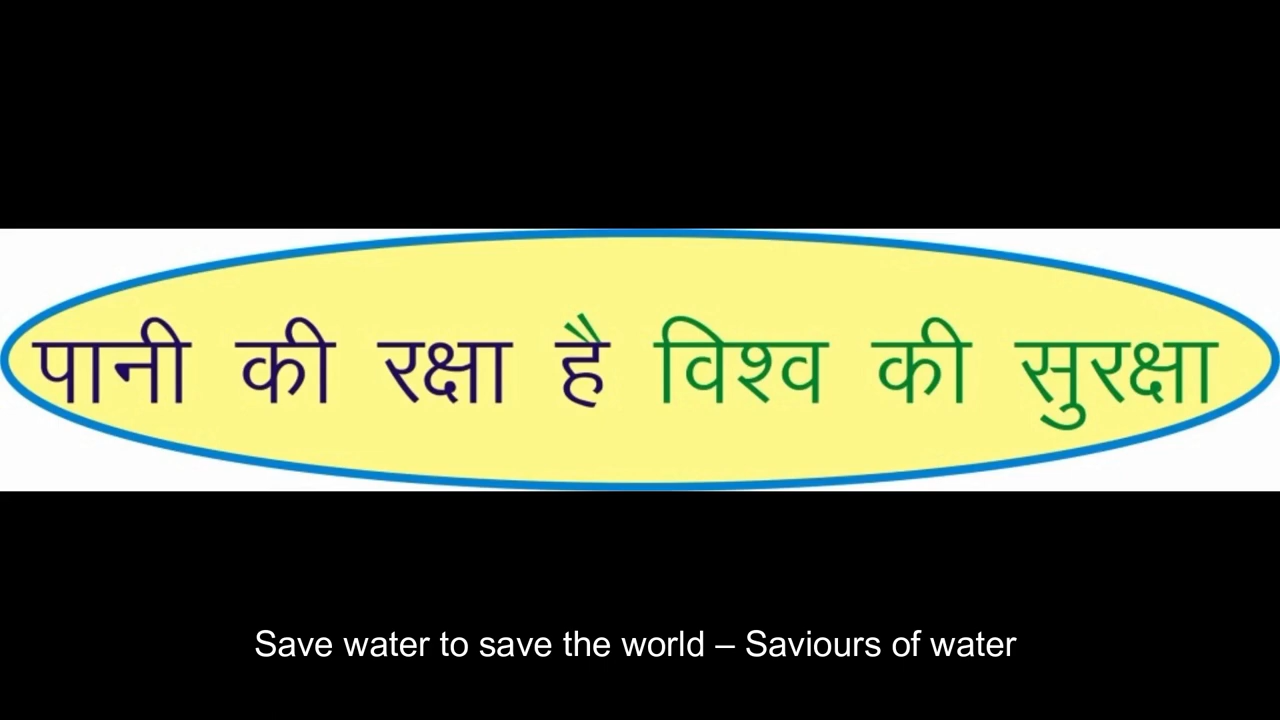 पानी की रक्षा है विश्व की सुरक्षा
Save water to save the world – Saviours of water